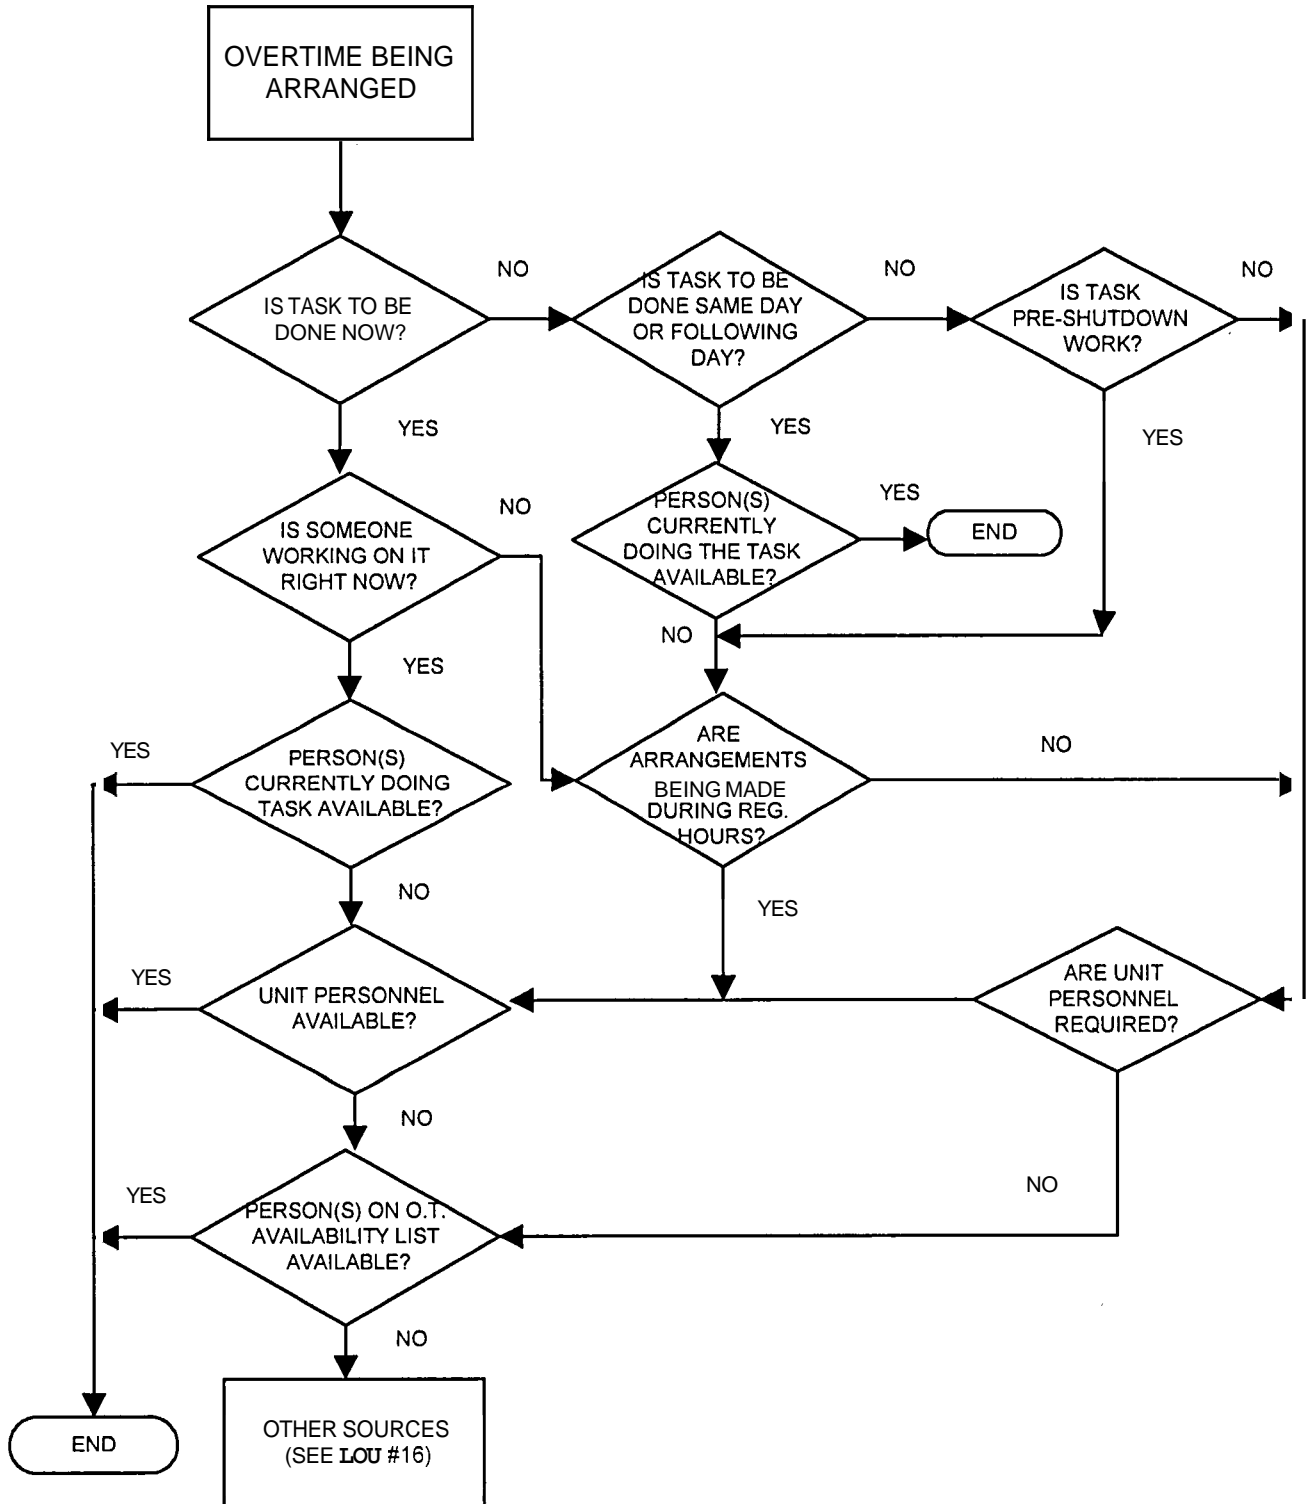 OVERTIME BEING
ARRANGED
IS TASK TO BE
DONE NOW?
NO
IS TASK TO BE
DONE SAME DAY
OR FOLLOWING
DAY?
NO
IS TASK
PRE-SHUTDOWN
WORK?
NO
YES
YES
YES
IS SOMEONE
WORKING ON IT
RIGHT NOW?
NO
PERSON(S)
CURRENTLY
DOING THE TASK
AVAILABLE?
YES
END
NO
YES
YES
PERSON(S)
CURRENTLY DOING
TASK AVAILABLE?
ARE
ARRANGEMENTS
BEING MADE
DURING REG.
HOURS?
NO
NO
YES
YES
UNIT PERSONNEL
AVAILABLE?
ARE UNIT
PERSONNEL
REQUIRED?
NO
YES
PERSON(S) ON O.T.
AVAILABILITY LIST
AVAILABLE?
NO
NO
END
OTHER SOURCES
(SEE LOU #16)